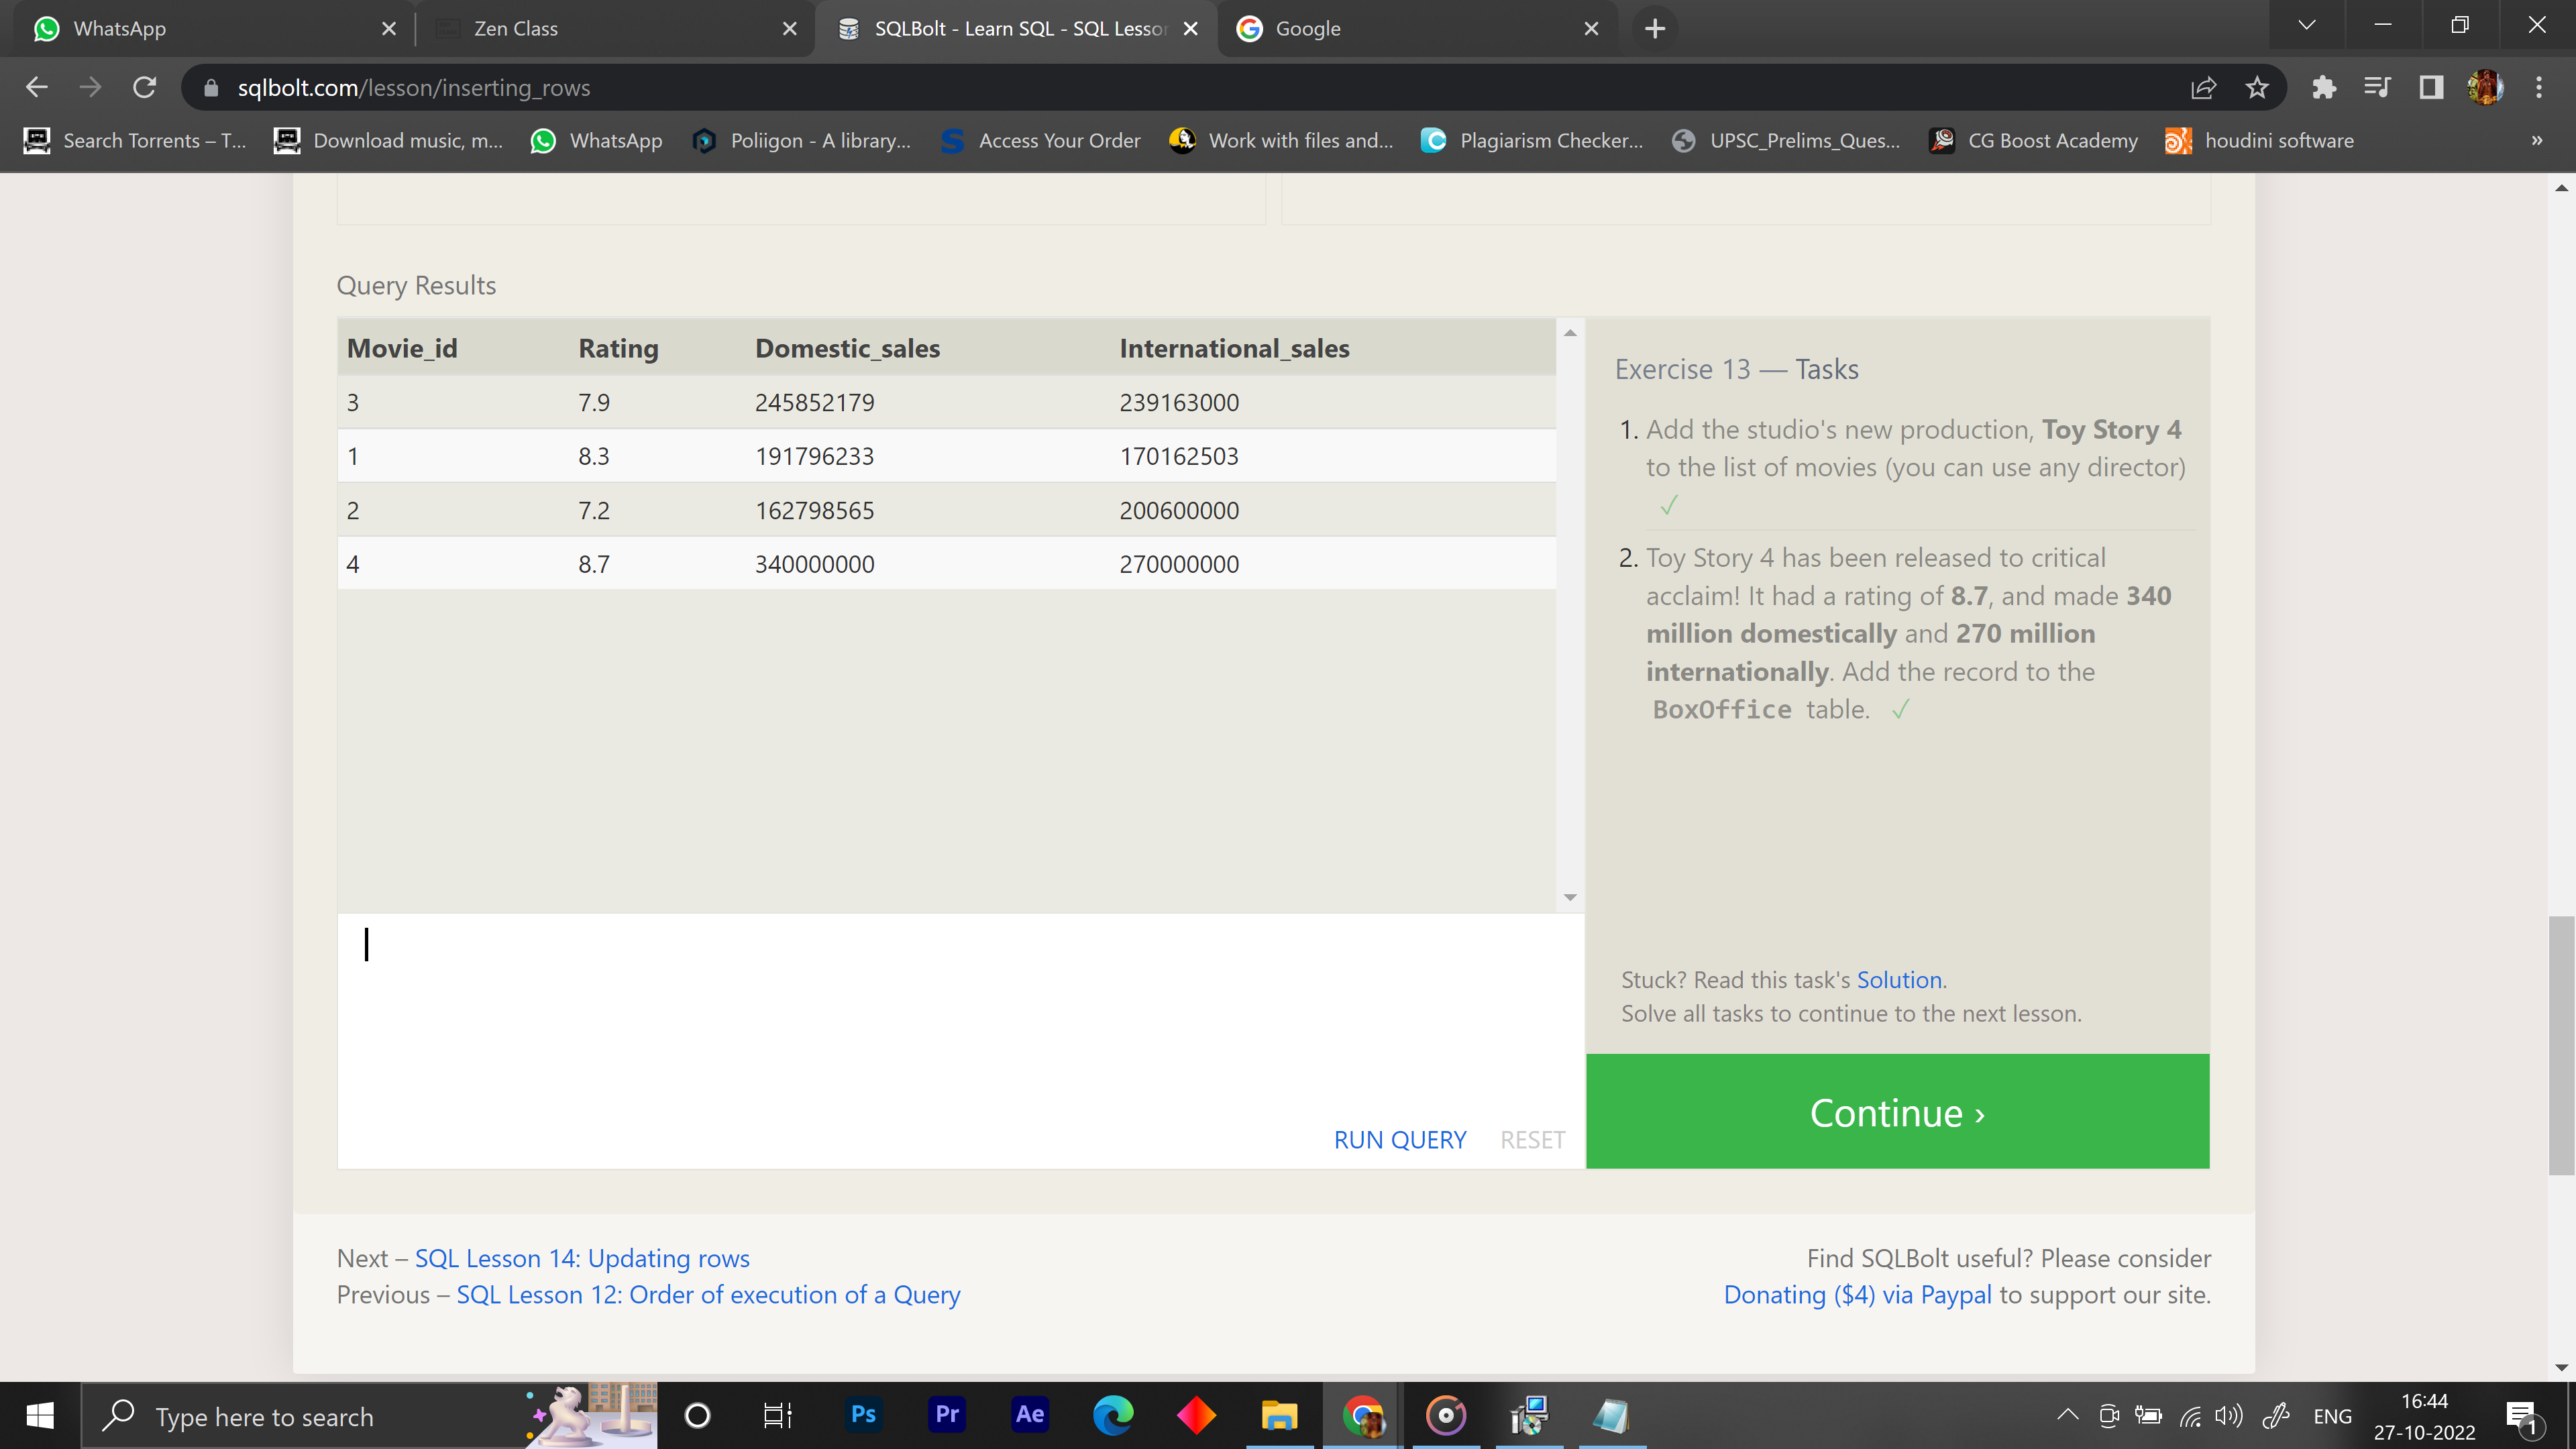 WhatsApp
Zen Class
SQLBolt - Learn SQL - SQL Lesson
Google
sqlbolt.com/lesson/inserting_rows
Search Torrents – T...
Download music, m...
WhatsApp
Poliigon - A library...
Access Your Order
Work with files and...
Plagiarism Checker...
UPSC_Prelims_Ques...
CG Boost Academy
houdini software
»
Query Results
Movie_id Rating Domestic_sales International_sales
3 7.9 245852179 239163000
1 8.3 191796233 170162503
2 7.2 162798565 200600000
4 8.7 340000000 270000000
Exercise 13 — Tasks
1. Add the studio's new production, Toy Story 4
to the list of movies (you can use any director)
✓
2. Toy Story 4 has been released to critical
acclaim! It had a rating of 8.7, and made 340
million domestically and 270 million
internationally. Add the record to the
BoxOffice table. ✓
Stuck? Read this task's Solution.
Solve all tasks to continue to the next lesson.
RUN QUERY RESET
Continue ›
Next – SQL Lesson 14: Updating rows
Previous – SQL Lesson 12: Order of execution of a Query
Find SQLBolt useful? Please consider
Donating ($4) via Paypal to support our site.
Type here to search
Ps
Pr
Ae
ENG
16:44
27-10-2022
1